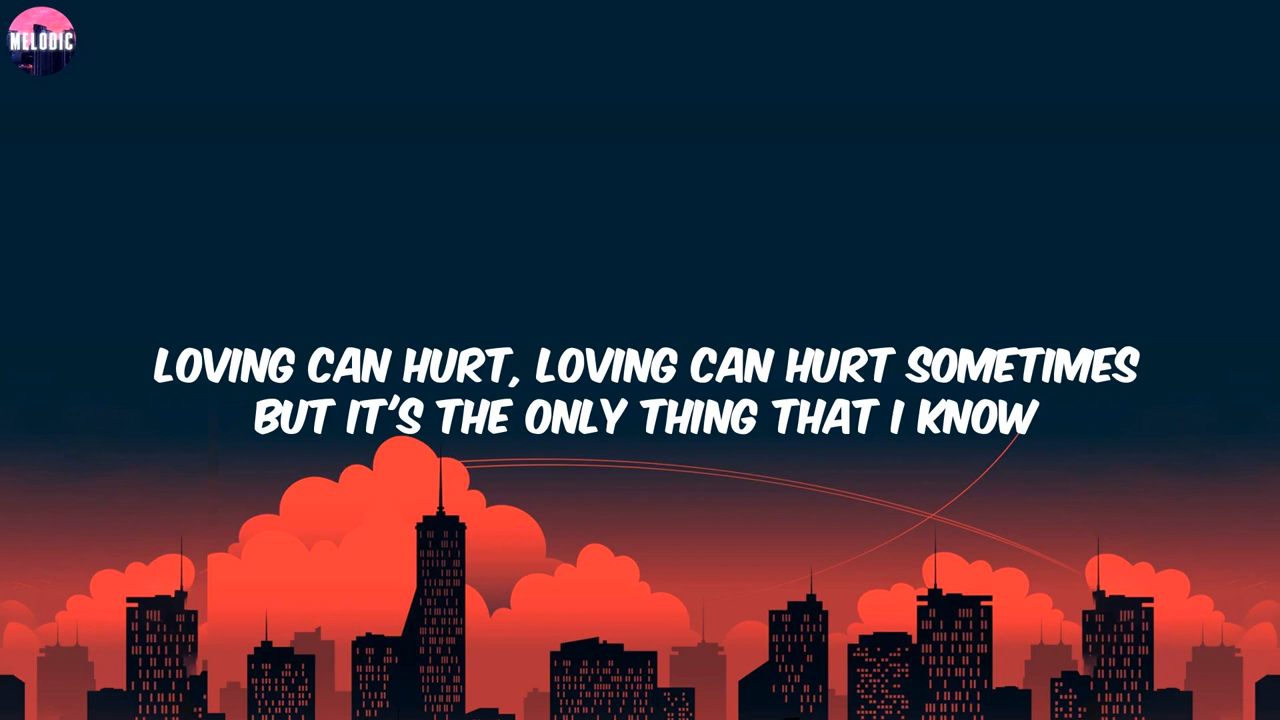 MELODIC
LOVING CAN HURT, LOVING CAN HURT SOMETIMES
BUT IT'S THE ONLY THING THAT I KNOW